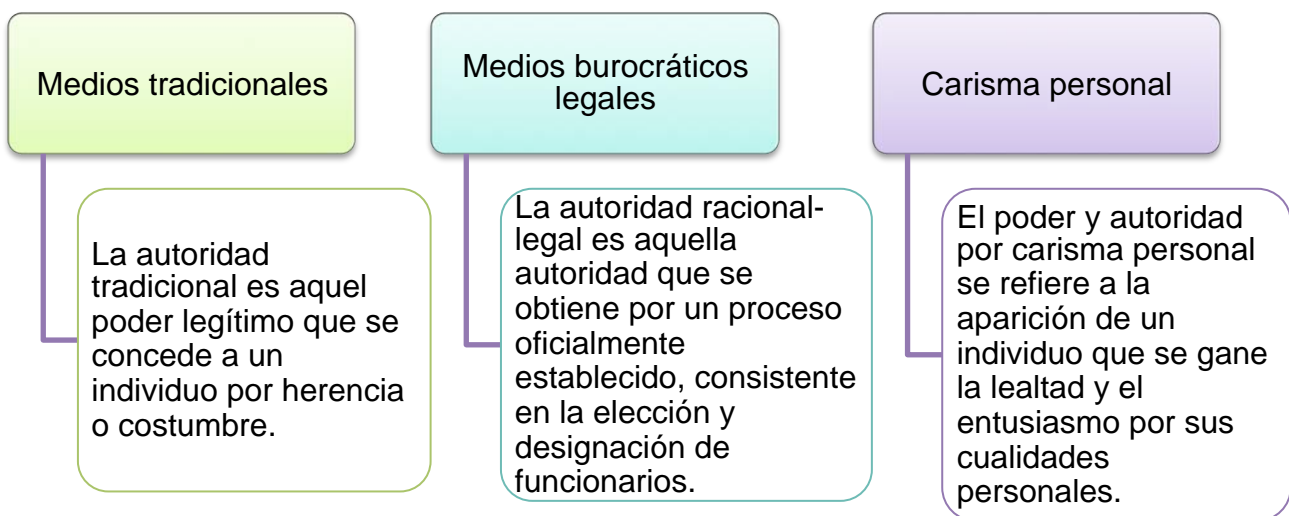 Medios tradicionales
La autoridad
tradicional es aquel
poder legítimo que se
concede a un
individuo por herencia
o costumbre.
Medios burocráticos
legales
La autoridad racional-
legal es aquella
autoridad que se
obtiene por un proceso
oficialmente
establecido, consistente
en la elección y
designación de
funcionarios.
Carisma personal
El poder y autoridad
por carisma personal
se refiere a la
aparición de un
individuo que se gane
la lealtad y el
entusiasmo por sus
cualidades
personales.